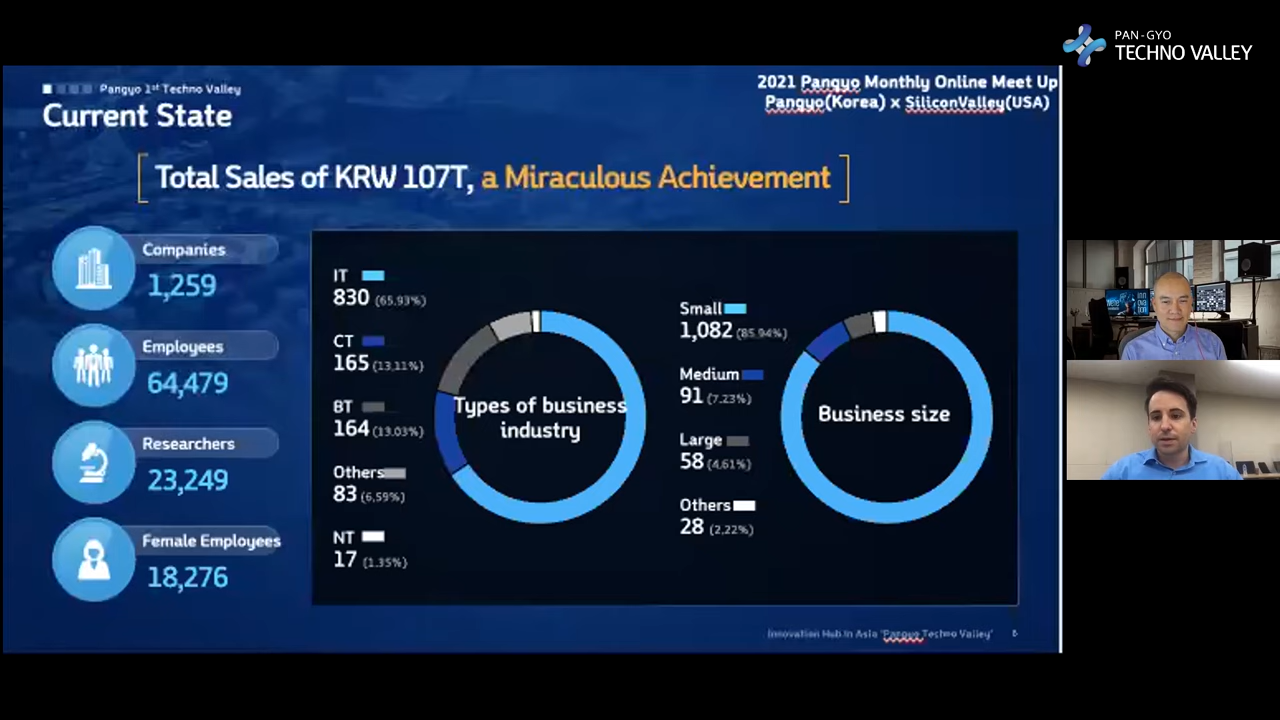 PAN-GYO
TECHNO VALLEY
Pangyo 1st Techno Valley
Current State
2021 Pangyo Monthly Online Meet Up
Pangyo(Korea) x SiliconValley(USA)
Total Sales of KRW 107T, a Miraculous Achievement
Companies
1,259
Employees
64,479
Researchers
23,249
Female Employees
18,276
IT
830 (65.93%)
CT
165 (13.11%)
BT
164 (13.03%)
Others
83 (6.59%)
NT
17 (1.35%)
Types of business
industry
Small
1,082 (85.94%)
Medium
91 (7.23%)
Large
58 (4.61%)
Others
28 (2.22%)
Business size
Innovation Hub In Asia 'Pangyo Techno Valley'